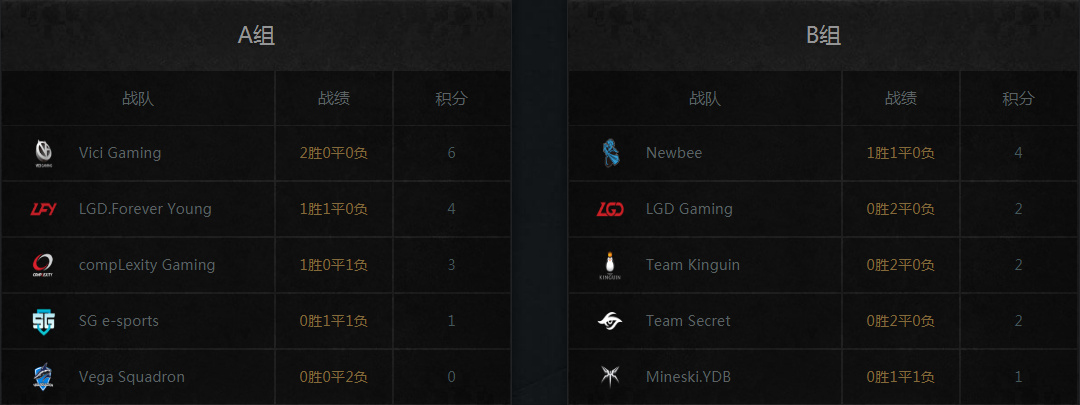 A组
战队 战绩 积分
Vici Gaming 2胜0平0负 6
LFY LGD.Forever Young 1胜1平0负 4
compLexity Gaming 1胜0平1负 3
SG SG e-sports 0胜1平1负 1
Vega Squadron 0胜0平2负 0
B组
战队 战绩 积分
Newbee 1胜1平0负 4
LGD LGD Gaming 0胜2平0负 2
KINGUIN Team Kinguin 0胜2平0负 2
Team Secret 0胜2平0负 2
Mineski.YDB 0胜1平1负 1